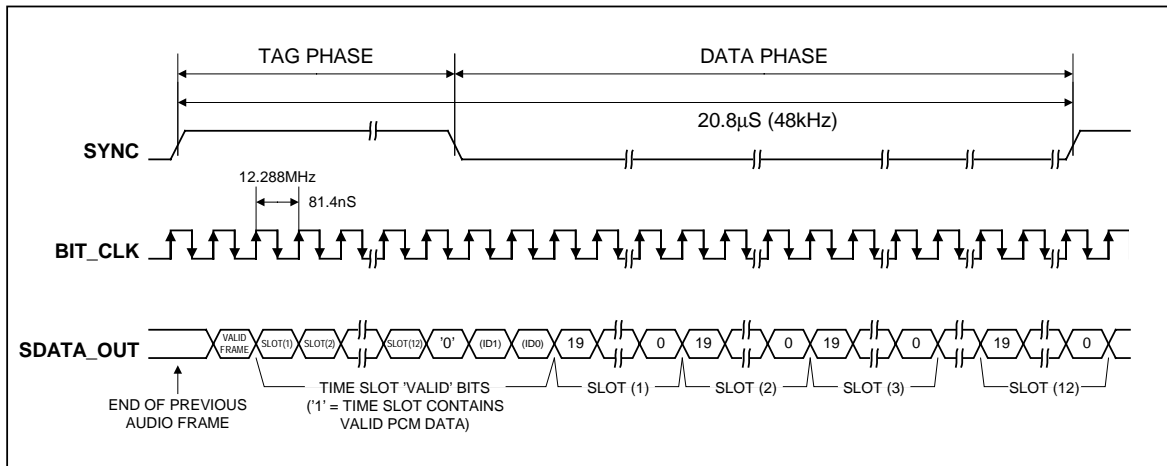 TAG PHASE
DATA PHASE
20.8µS (48kHz)
SYNC
12.288MHz
81.4nS
BIT_CLK
SDATA_OUT
VALID FRAME
SLOT(1)
SLOT(2)
SLOT(12)
'0'
(ID1)
(ID0)
19
0
19
0
19
0
19
0
END OF PREVIOUS
AUDIO FRAME
TIME SLOT 'VALID' BITS
('1' = TIME SLOT CONTAINS
VALID PCM DATA)
SLOT (1)
SLOT (2)
SLOT (3)
SLOT (12)